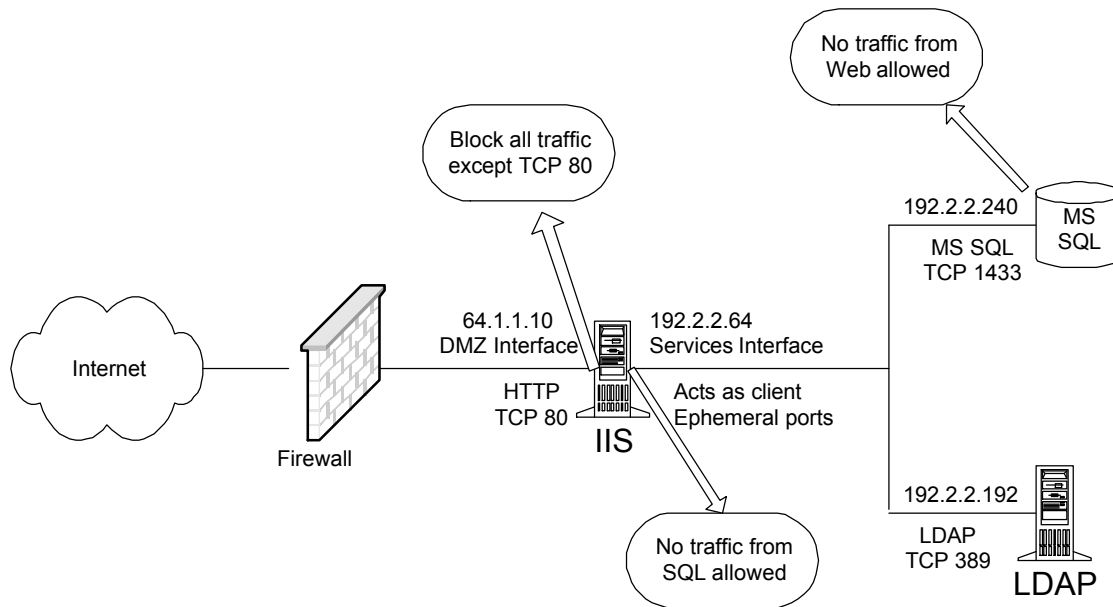 No traffic from
Web allowed
Block all traffic
except TCP 80
192.2.2.240
MS
SQL
MS SQL
TCP 1433
64.1.1.10
DMZ Interface
192.2.2.64
Services Interface
Internet
HTTP
TCP 80
Acts as client
Ephemeral ports
IIS
Firewall
192.2.2.192
No traffic from
SQL allowed
LDAP
TCP 389
LDAP